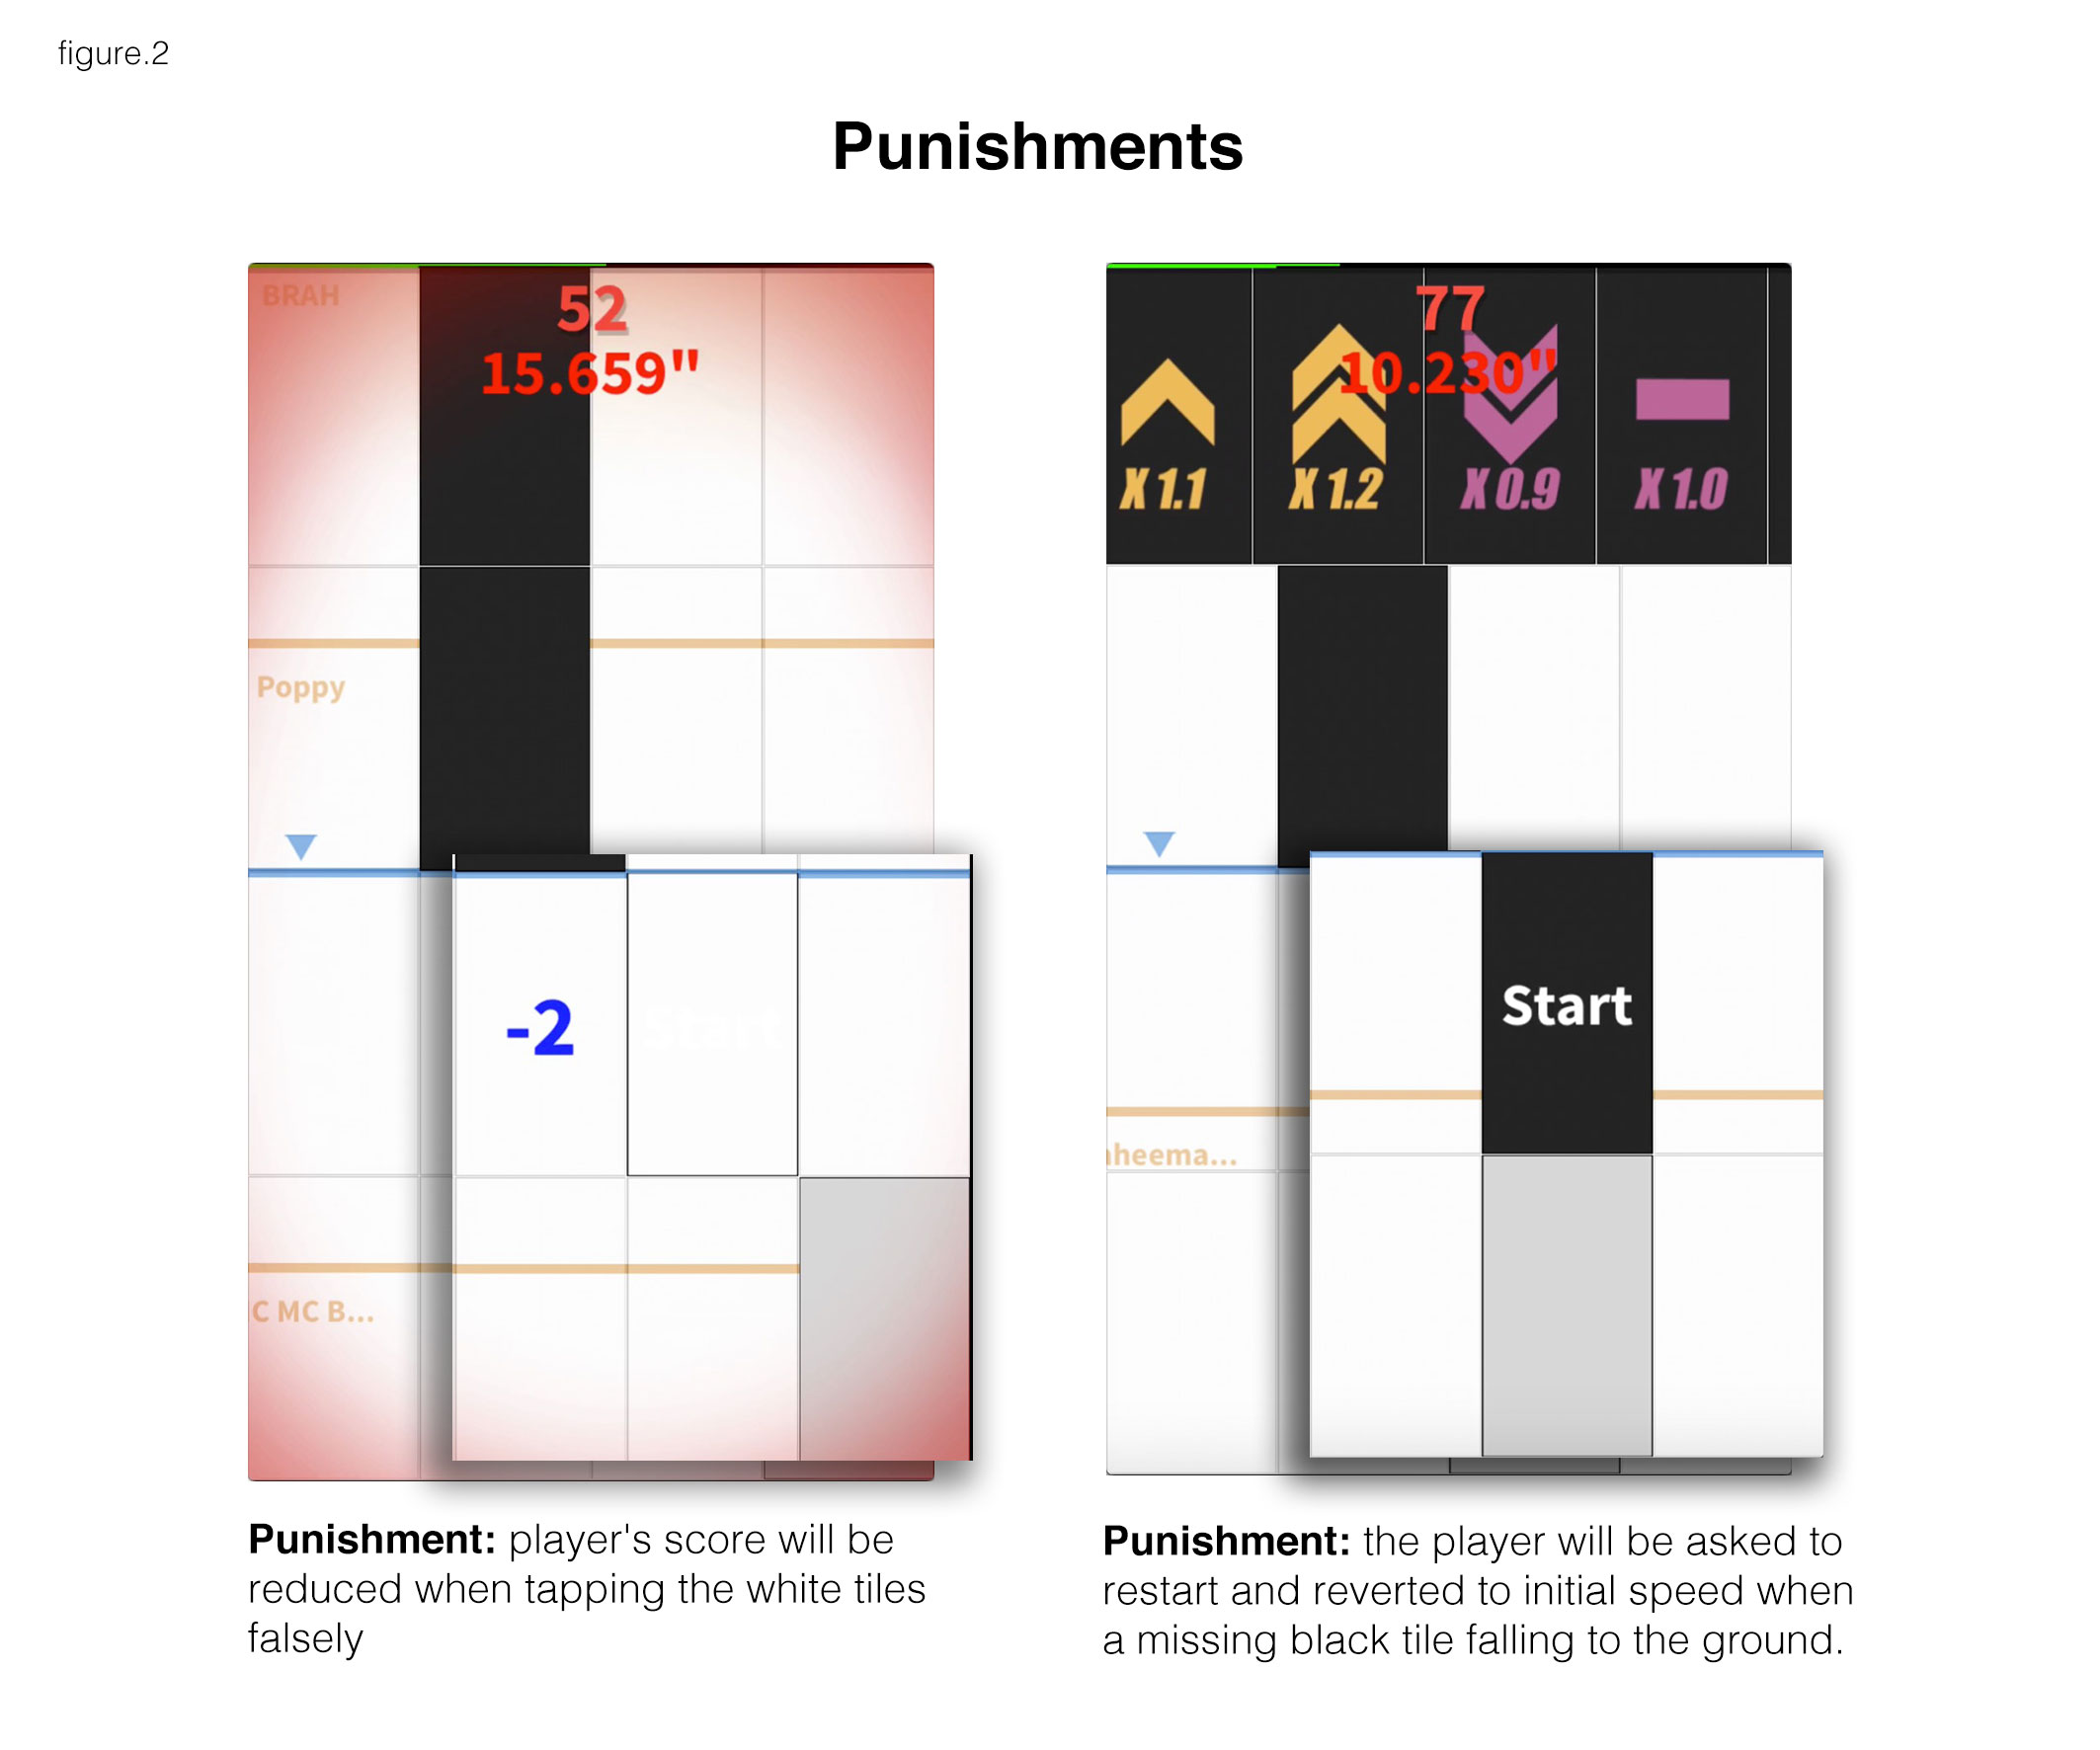 figure.2
Punishments
BRAH
52
15.659"
Poppy
-2
Start
C MC B...
77
10.230"
X 1.1
X 1.2
X 0.9
X 1.0
Start
aheema...
Punishment: player's score will be
reduced when tapping the white tiles
falsely
Punishment: the player will be asked to
restart and reverted to initial speed when
a missing black tile falling to the ground.